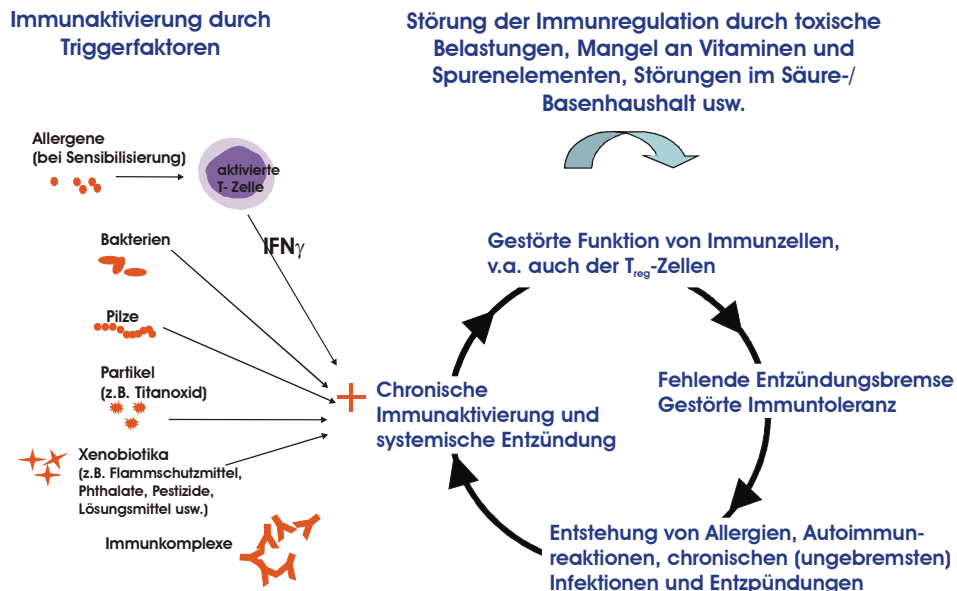 Immunaktivierung durch
Triggerfaktoren
Störung der Immunregulation durch toxische
Belastungen, Mangel an Vitaminen und
Spurenelementen, Störungen im Säure-/
Basenhaushalt usw.
Allergene
(bei Sensibilisierung)
aktivierte
T- Zelle
IFNγ
Bakterien
Pilze
Partikel
(z.B. Titanoxid)
Xenobiotika
(z.B. Flammschutzmittel,
Phthalate, Pestizide,
Lösungsmittel usw.)
Immunkomplexe
+
Gestörte Funktion von Immunzellen,
v.a. auch der Treg-Zellen
Fehlende Entzündungsbremse
Gestörte Immuntoleranz
Entstehung von Allergien, Autoimmun-
reaktionen, chronischen (ungebremsten)
Infektionen und Entzpündungen
Chronische
Immunaktivierung und
systemische Entzündung